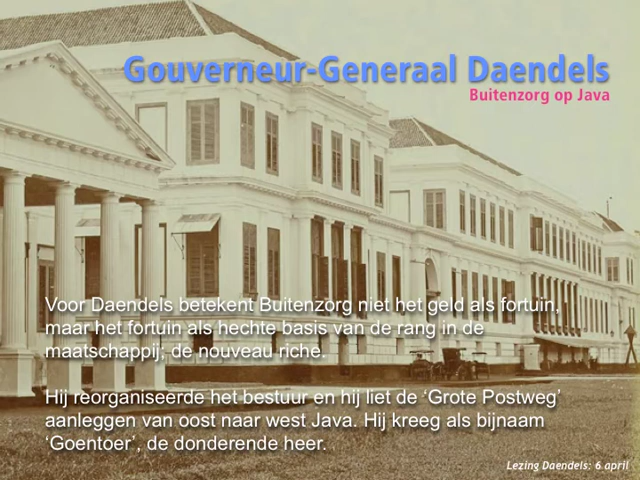 Gouverneur-Generaal Daendels
Buitenzorg op Java
Voor Daendels betekent Buitenzorg niet het geld als fortuin,
maar het fortuin als hechte basis van de rang in de
maatschappij; de nouveau riche.
Hij reorganiseerde het bestuur en hij liet de ‘Grote Postweg’
aanleggen van oost naar west Java. Hij kreeg als bijnaam
‘Goentoer’, de donderende heer.
Lezing Daendels: 6 april